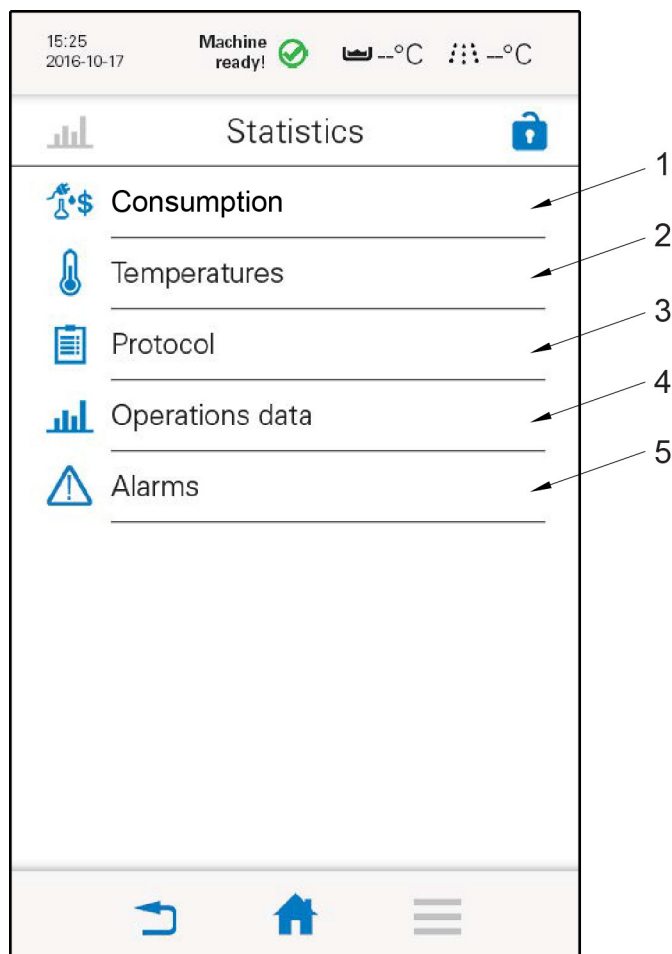 15:25
2016-10-17
Machine
ready!
--°C
--°C
Statistics
$ Consumption
Temperatures
Protocol
Operations data
Alarms
1
2
3
4
5